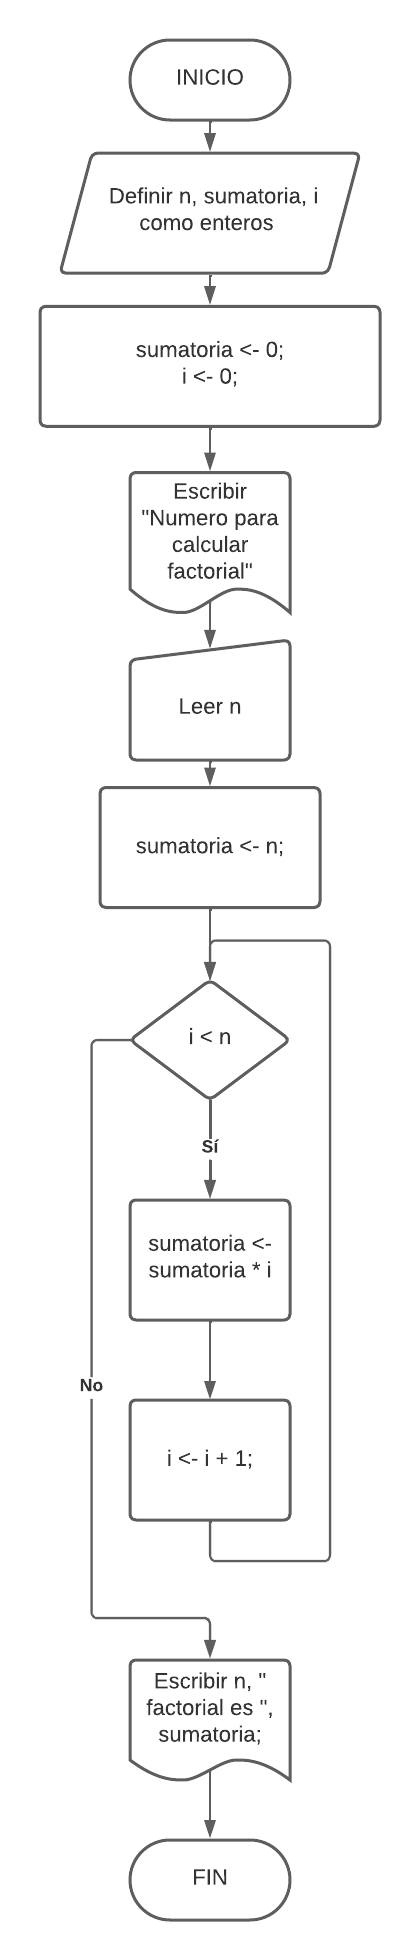 INICIO
Definir n, sumatoria, i
como enteros
sumatoria <- 0;
i <- 0;
Escribir
"Numero para
calcular
factorial"
Leer n
sumatoria <- n;
i < n
Sí
sumatoria <-
sumatoria * i
No
i <- i + 1;
Escribir n, "
factorial es ",
sumatoria;
FIN